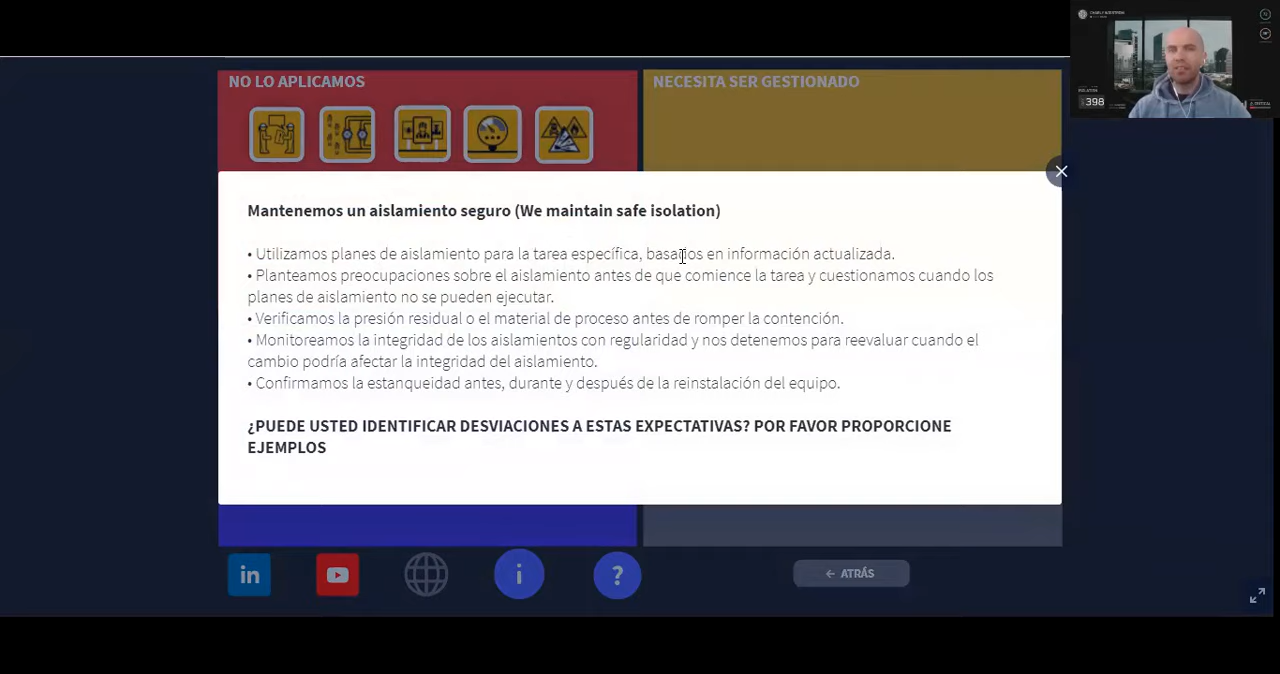 NO LO APLICAMOS
NECESITA SER GESTIONADO
398
Mantenemos un aislamiento seguro (We maintain safe isolation)
• Utilizamos planes de aislamiento para la tarea específica, basados en información actualizada.
• Planteamos preocupaciones sobre el aislamiento antes de que comience la tarea y cuestionamos cuando los
planes de aislamiento no se pueden ejecutar.
• Verificamos la presión residual o el material de proceso antes de romper la contención.
• Monitoreamos la integridad de los aislamientos con regularidad y nos detenemos para reevaluar cuando el
cambio podría afectar la integridad del aislamiento.
• Confirmamos la estanqueidad antes, durante y después de la reinstalación del equipo.
¿PUEDE USTED IDENTIFICAR DESVIACIONES A ESTAS EXPECTATIVAS? POR FAVOR PROPORCIONE
EJEMPLOS
in
i
?
← ATRÁS